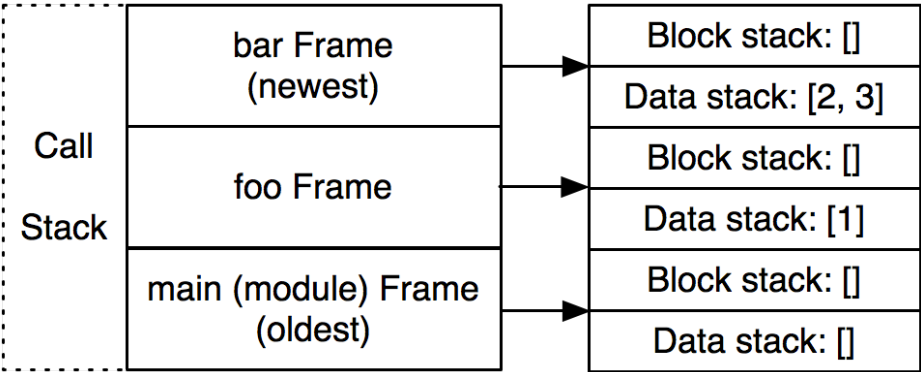 Call
Stack
bar Frame
(newest)
foo Frame
main (module) Frame
(oldest)
Block stack: []
Data stack: [2, 3]
Block stack: []
Data stack: [1]
Block stack: []
Data stack: []